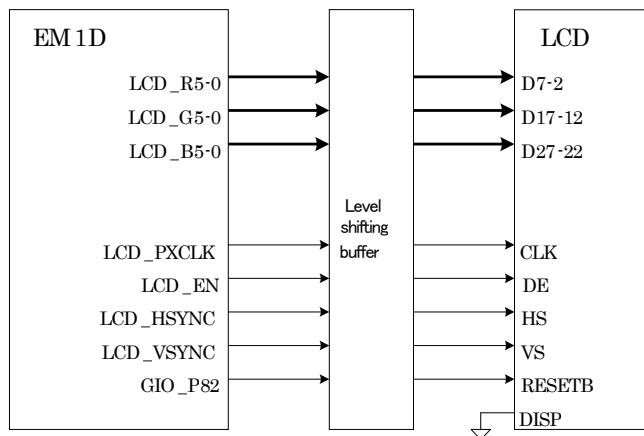 EM1D
LCD
LCD_R5-0
D7-2
LCD_G5-0
D17-12
LCD_B5-0
D27-22
Level
shifting
buffer
LCD_PXCLK
CLK
LCD_EN
DE
LCD_HSYNC
HS
LCD_VSYNC
VS
GIO_P82
RESETB
DISP